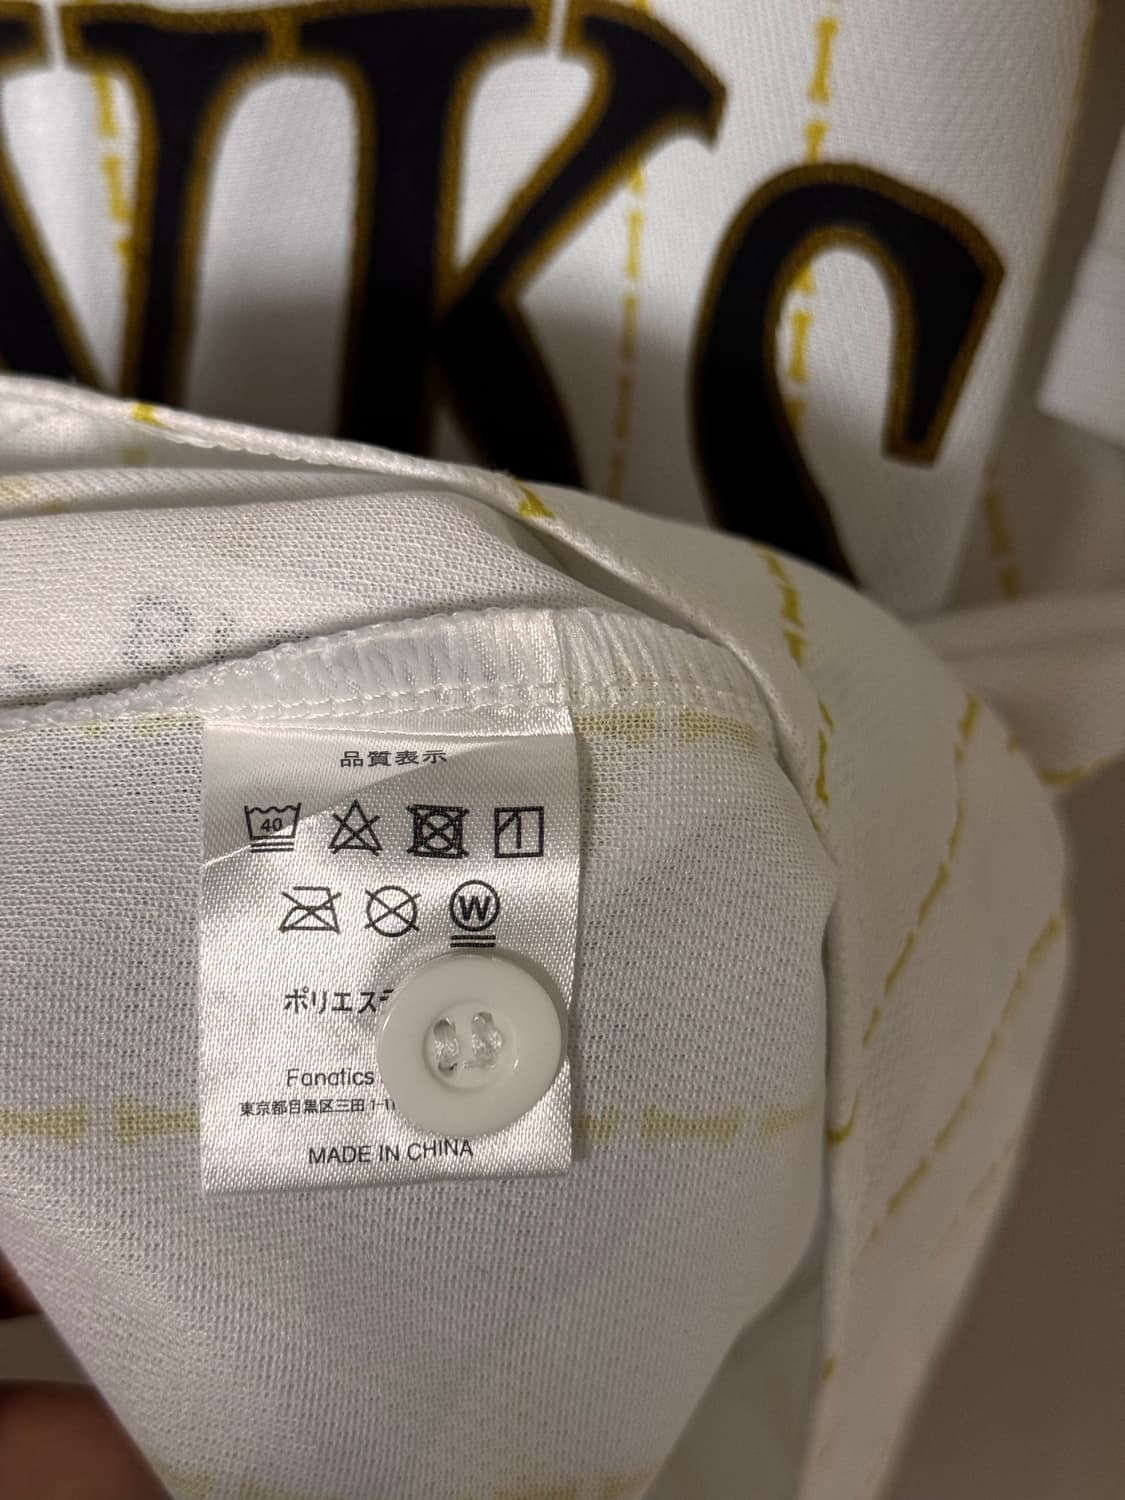 NKS
品質表示
40
W
ポリエステ
Fanatics
東京都目黒区三田 1-1
MADE IN CHINA